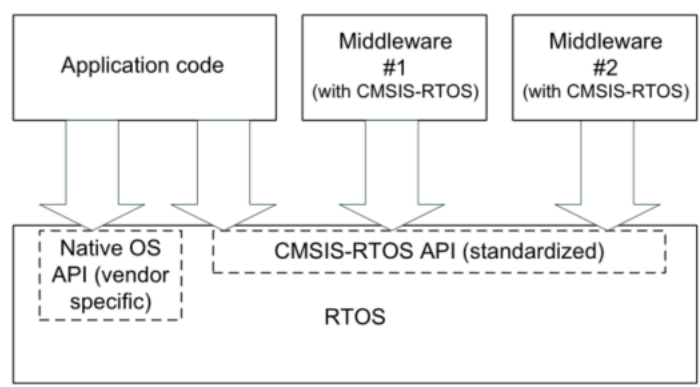 Application code
Middleware
#1
(with CMSIS-RTOS)
Middleware
#2
(with CMSIS-RTOS)
Native OS
API (vendor
specific)
CMSIS-RTOS API (standardized)
RTOS